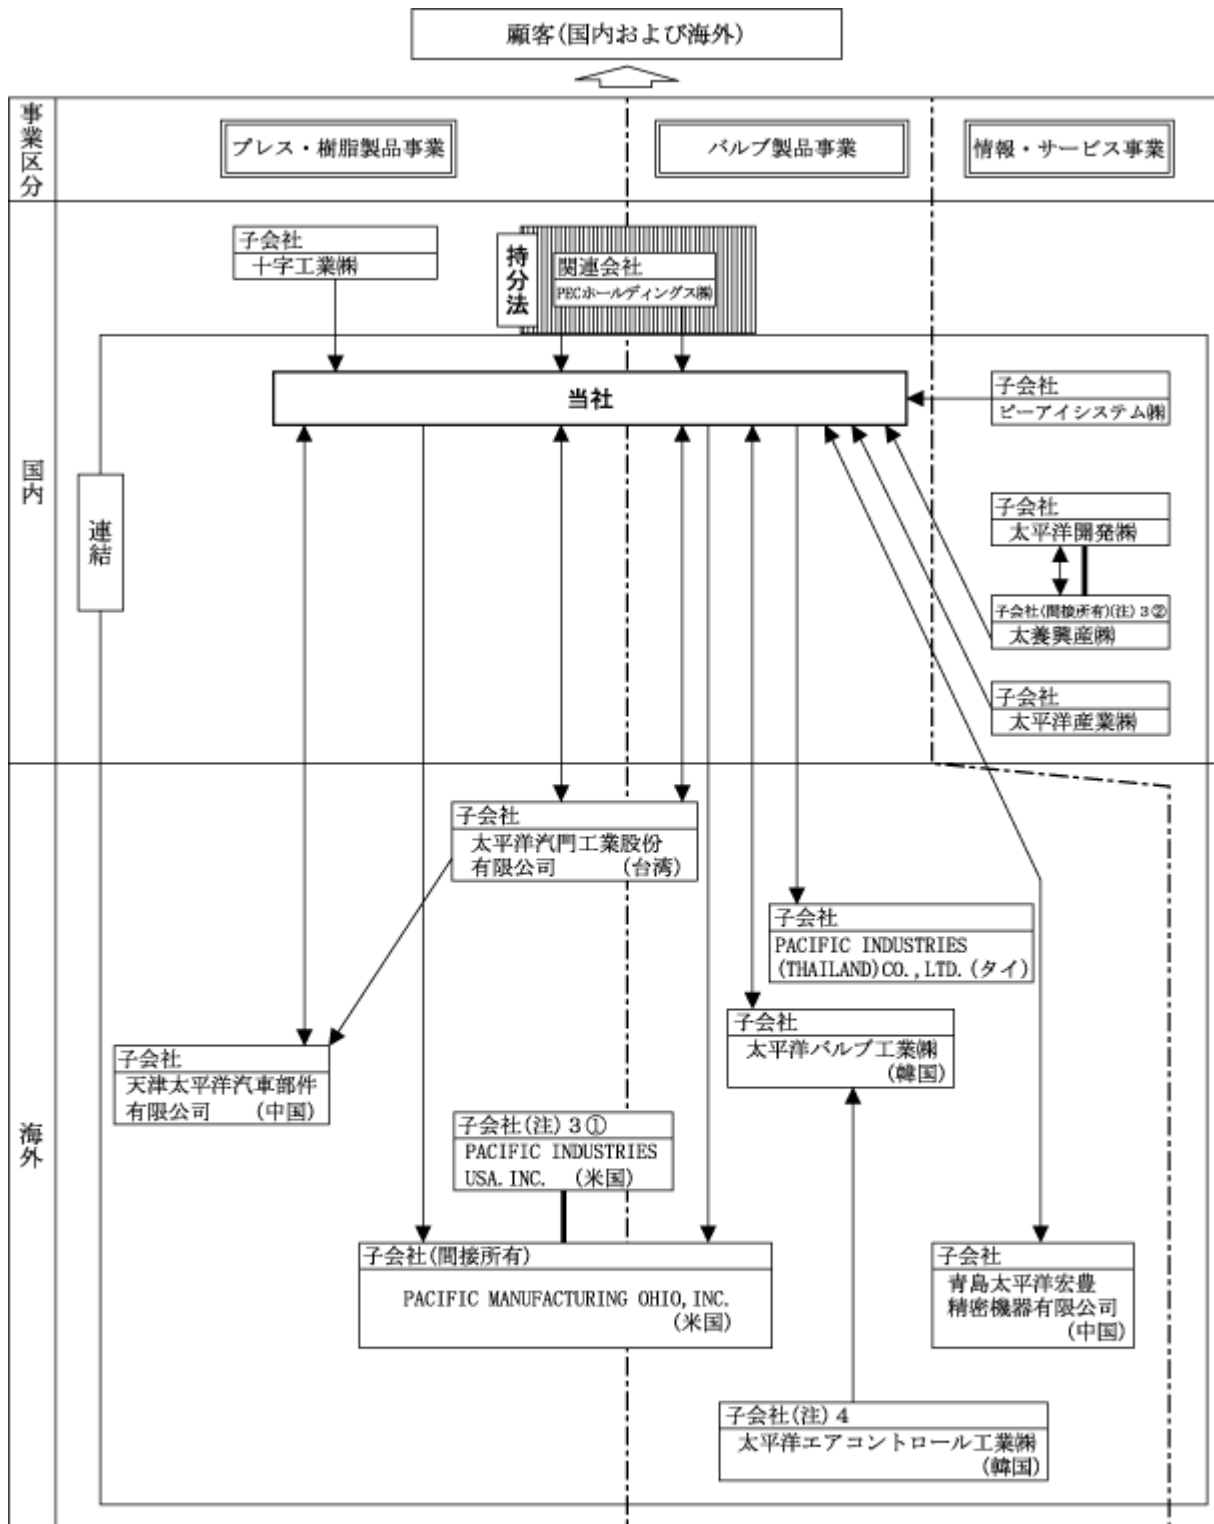 顧客(国内および海外)
事業区分
プレス・樹脂製品事業
バルブ製品事業
情報・サービス事業
子会社
十字工業㈱
持分法
関連会社
PECホールディングス㈱
当社
子会社
ピーアイシステム㈱
国内
連結
子会社
太平洋開発㈱
子会社(間接所有)(注)3②
太養興産㈱
子会社
太平洋産業㈱
海外
子会社
太平洋汽門工業股份
有限公司 (台湾)
子会社
PACIFIC INDUSTRIES
(THAILAND)CO.,LTD.(タイ)
子会社
太平洋バルブ工業㈱
(韓国)
子会社
天津太平洋汽車部件
有限公司 (中国)
子会社(注)3①
PACIFIC INDUSTRIES
USA.INC. (米国)
子会社(間接所有)
PACIFIC MANUFACTURING OHIO,INC.
(米国)
子会社
青島太平洋宏豊
精密機器有限公司
(中国)
子会社(注)4
太平洋エアコントロール工業㈱
(韓国)